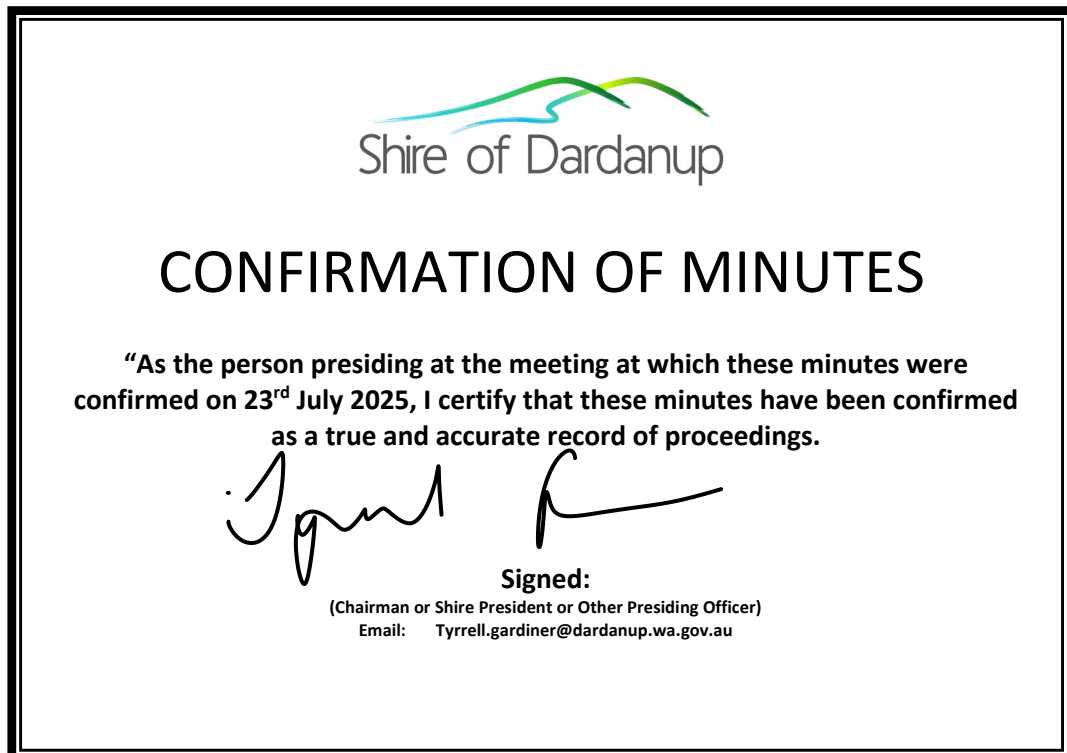 Shire of Dardanup
CONFIRMATION OF MINUTES
“As the person presiding at the meeting at which these minutes were
confirmed on 23rd July 2025, I certify that these minutes have been confirmed
as a true and accurate record of proceedings.
Signed:
(Chairman or Shire President or Other Presiding Officer)
Email: Tyrrell.gardiner@dardanup.wa.gov.au